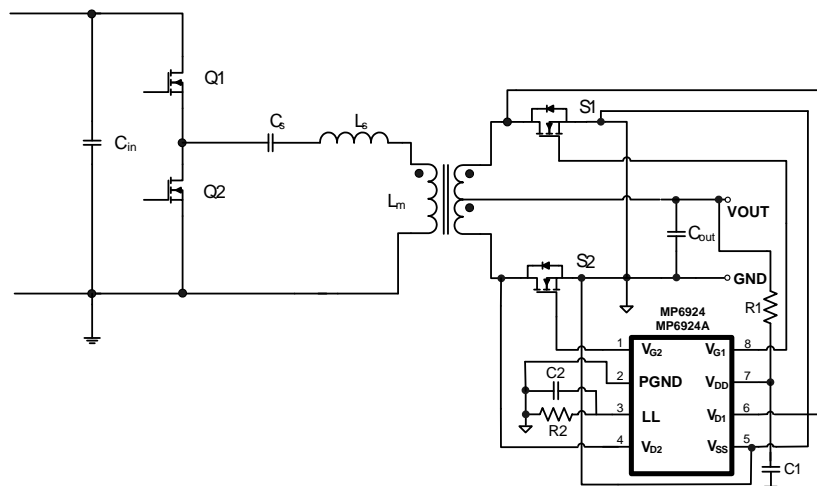 Q1
S1
Cs
Ls
Cin
Q2
Lm
VOUT
Cout
S2
GND
R1
MP6924
MP6924A
1
VG2
VG1
8
C2
2
PGND
VDD
7
3
LL
VD1
6
R2
4
VD2
VSS
5
C1